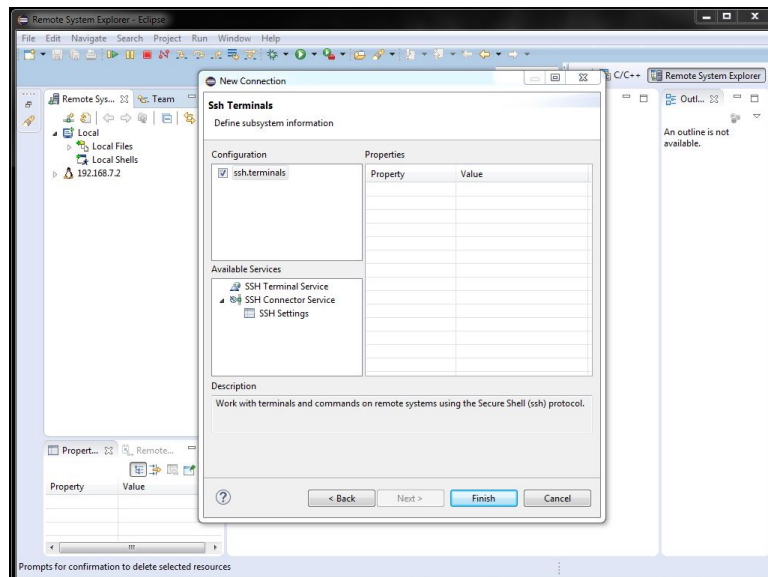 Remote System Explorer - Eclipse
File Edit Navigate Search Project Run Window Help
C/C++ Remote System Explorer
Remote Sys... Team
Local
Local Files
Local Shells
192.168.7.2
New Connection
Ssh Terminals
Define subsystem information
Configuration
ssh.terminals
Properties
Property Value
Available Services
SSH Terminal Service
SSH Connector Service
SSH Settings
Description
Work with terminals and commands on remote systems using the Secure Shell (ssh) protocol.
< Back Next > Finish Cancel
Outl...
An outline is not
available.
Propert... Remote...
Property Value
Prompts for confirmation to delete selected resources